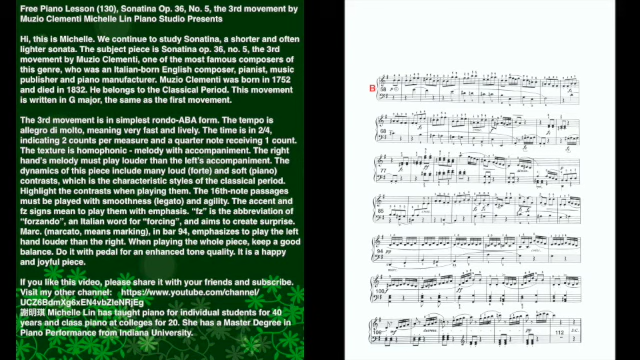 Free Piano Lesson (130), Sonatina Op. 36, No. 5, the 3rd movement by
Muzio Clementi Michelle Lin Piano Studio Presents
Hi, this is Michelle. We continue to study Sonatina, a shorter and often
lighter sonata. The subject piece is Sonatina op. 36, no. 5, the 3rd
movement by Muzio Clementi, one of the most famous composers of
this genre, who was an Italian-born English composer, pianist, music
publisher and piano manufacturer. Muzio Clementi was born in 1752
and died in 1832. He belongs to the Classical Period. This movement
is written in G major, the same as the first movement.
The 3rd movement is in simplest rondo-ABA form. The tempo is
allegro di molto, meaning very fast and lively. The time is in 2/4,
indicating 2 counts per measure and a quarter note receiving 1 count.
The texture is homophonic - melody with accompaniment. The right
hand's melody must play louder than the left's accompaniment. The
dynamics of this piece include many loud (forte) and soft (piano)
contrasts, which is the characteristic styles of the classical period.
Highlight the contrasts when playing them. The 16th-note passages
must be played with smoothness (legato) and agility. The accent and
fz signs mean to play them with emphasis. "fz" is the abbreviation of
"forzando", an Italian word for "forcing", and aims to create surprise.
Marc. (marcato, means marking), in bar 94, emphasizes to play the left
hand louder than the right. When playing the whole piece, keep a good
balance. Do it with pedal for an enhanced tone quality. It is a happy
and joyful piece.
If you like this video, please share it with your friends and subscribe.
Visit my other channel: https://www.youtube.com/channel/
UCZ6BdmXg6xEN4vbZleNRjEg
謝明琪 Michelle Lin has taught piano for individual students for 40
years and class piano at colleges for 20. She has a Master Degree in
Piano Performance from Indiana University.
B
58
68
77
85
94
100
112